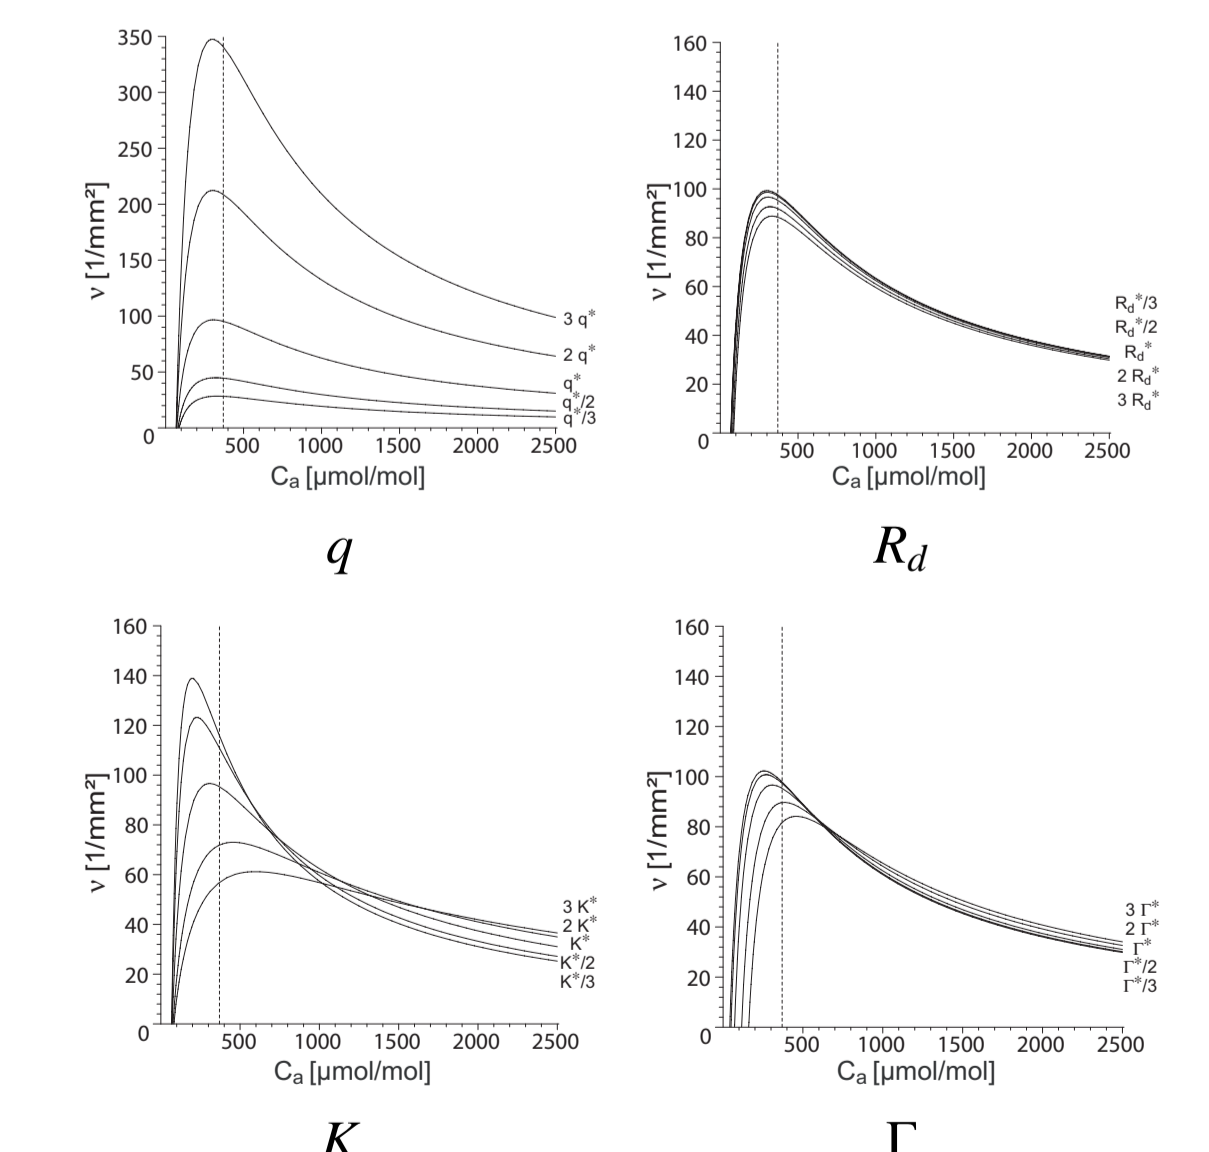 350
300
250
200
150
100
50
0
ν [1/mm²]
500 1000 1500 2000 2500
Cₐ [µmol/mol]
3 q*
2 q*
q*
q*/2
q*/3
q
160
140
120
100
80
60
40
20
0
ν [1/mm²]
500 1000 1500 2000 2500
Cₐ [µmol/mol]
R_d*/3
R_d*/2
R_d*
2 R_d*
3 R_d*
R_d
160
140
120
100
80
60
40
20
0
ν [1/mm²]
500 1000 1500 2000 2500
Cₐ [µmol/mol]
3 K*
2 K*
K*
K*/2
K*/3
K
160
140
120
100
80
60
40
20
0
ν [1/mm²]
500 1000 1500 2000 2500
Cₐ [µmol/mol]
3 Γ*
2 Γ*
Γ*
Γ*/2
Γ*/3
Γ